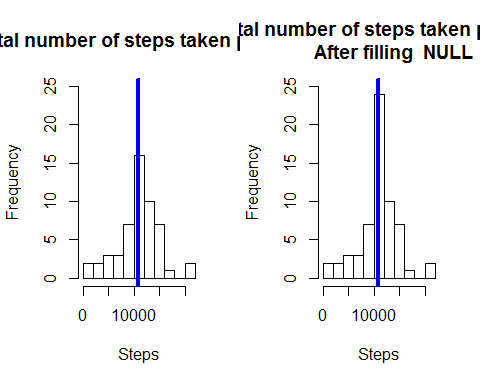 tal number of steps taken p
Frequency
25
20
15
10
5
0
0 10000
Steps
tal number of steps taken p
After filling  NULL
Frequency
25
20
15
10
5
0
0 10000
Steps